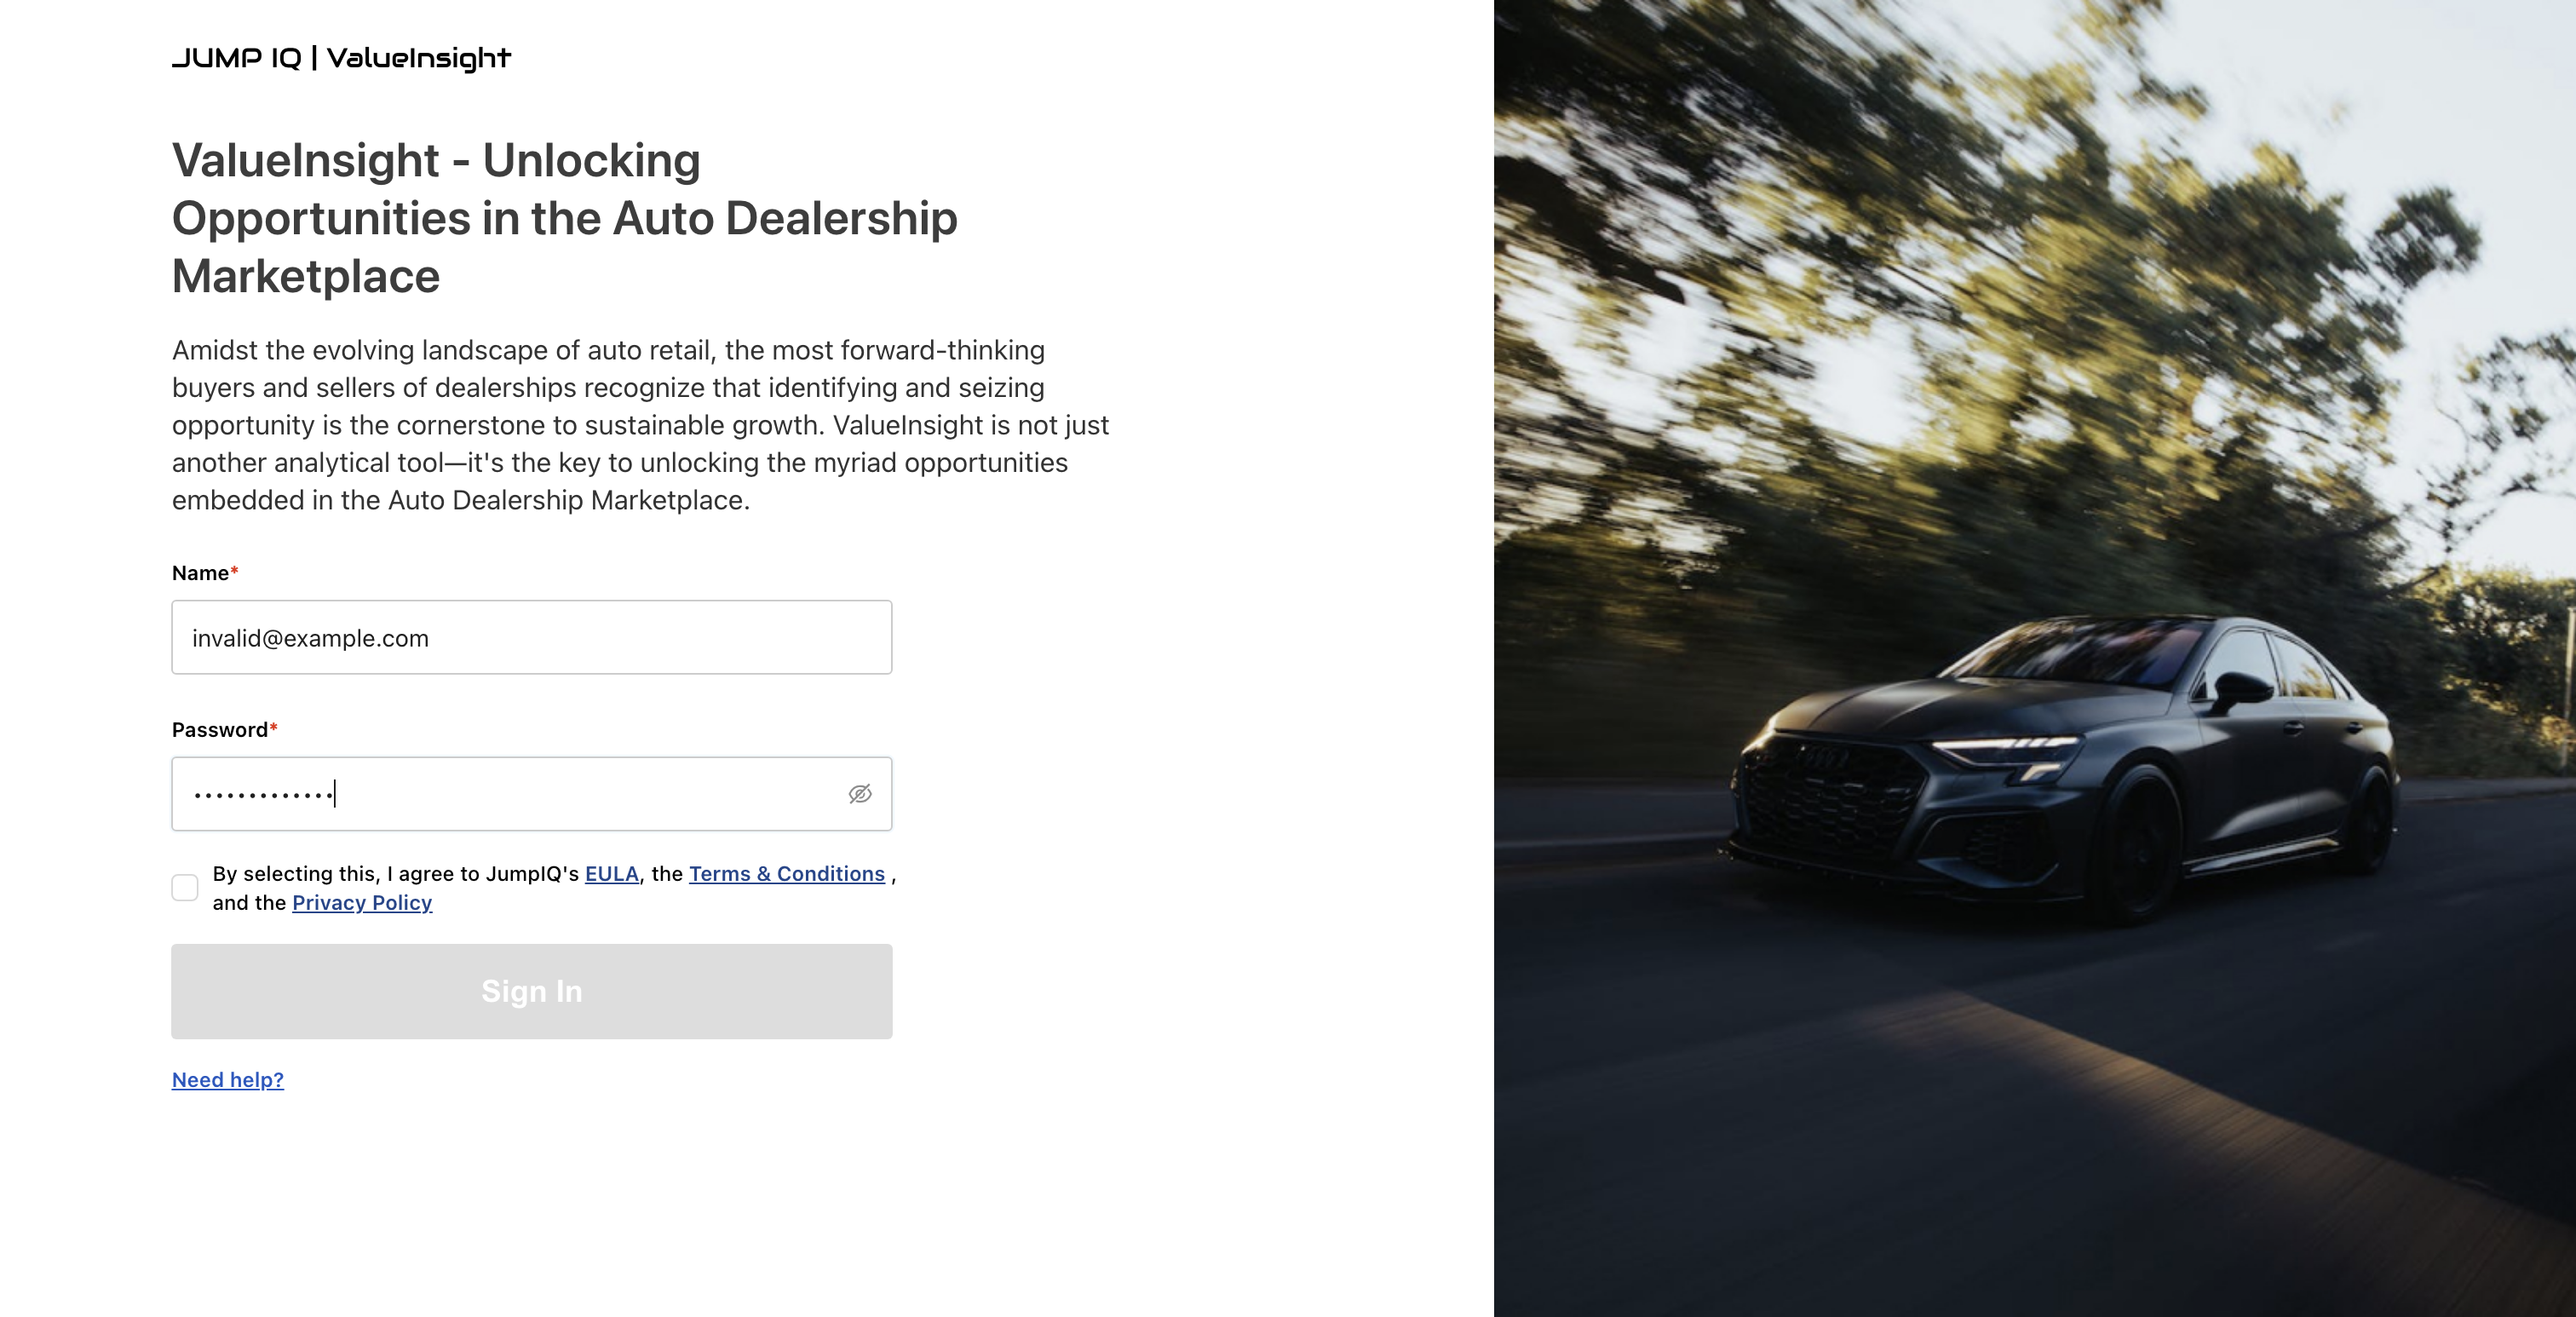 JUMP IQ | ValueInsight
ValueInsight - Unlocking
Opportunities in the Auto Dealership
Marketplace
Amidst the evolving landscape of auto retail, the most forward-thinking
buyers and sellers of dealerships recognize that identifying and seizing
opportunity is the cornerstone to sustainable growth. ValueInsight is not just
another analytical tool—it's the key to unlocking the myriad opportunities
embedded in the Auto Dealership Marketplace.
Name*
invalid@example.com
Password*
•••••••••••••
By selecting this, I agree to JumpIQ's EULA, the Terms & Conditions ,
and the Privacy Policy
Sign In
Need help?